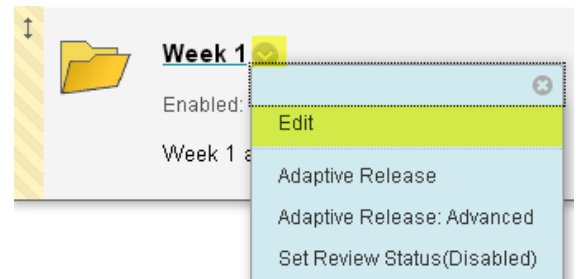 Week 1
Enabled:
Edit
Week 1 a
Adaptive Release
Adaptive Release: Advanced
Set Review Status(Disabled)